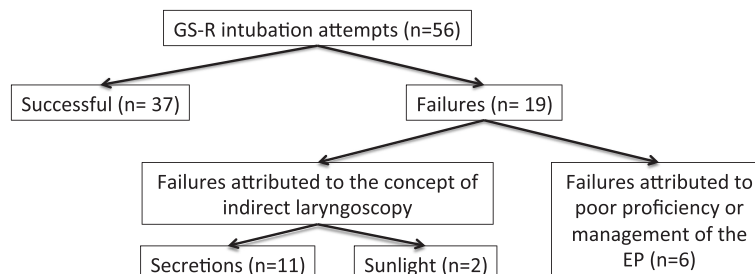 GS-R intubation attempts (n=56)
Successful (n= 37)
Failures (n= 19)
Failures attributed to the concept of
indirect laryngoscopy
Failures attributed to
poor proficiency or
management of the
EP (n=6)
Secretions (n=11)
Sunlight (n=2)